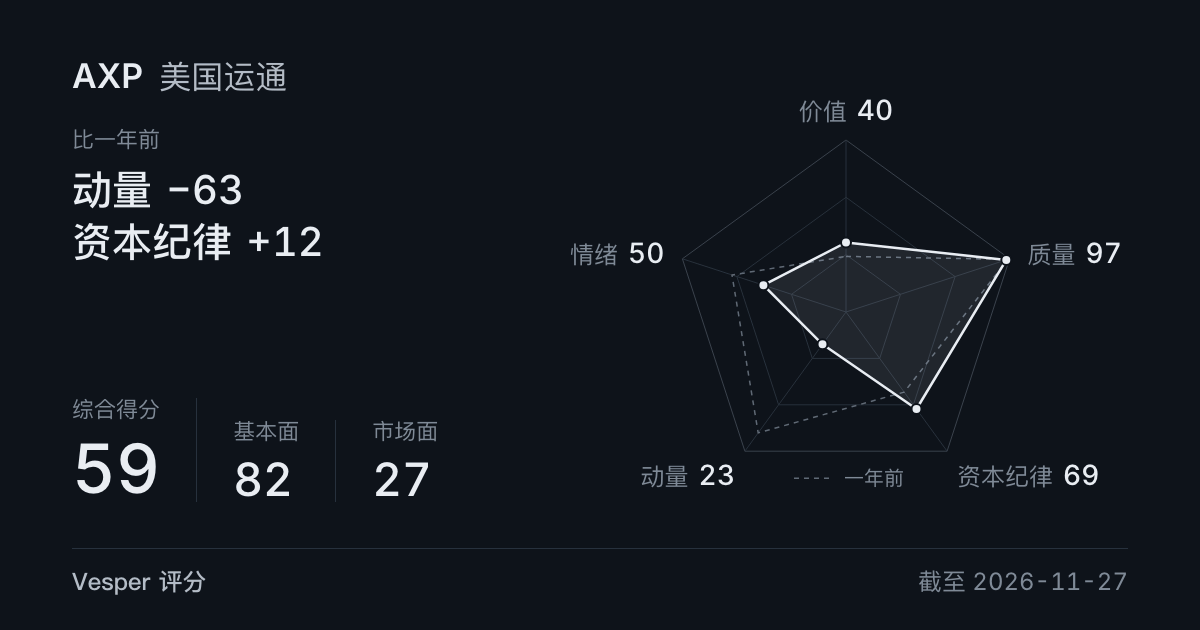 AXP 美国运通
比一年前
动量 −63
资本纪律 +12
综合得分
59
基本面
82
市场面
27
价值 40
质量 97
情绪 50
动量 23
一年前
资本纪律 69
Vesper 评分
截至 2026-11-27